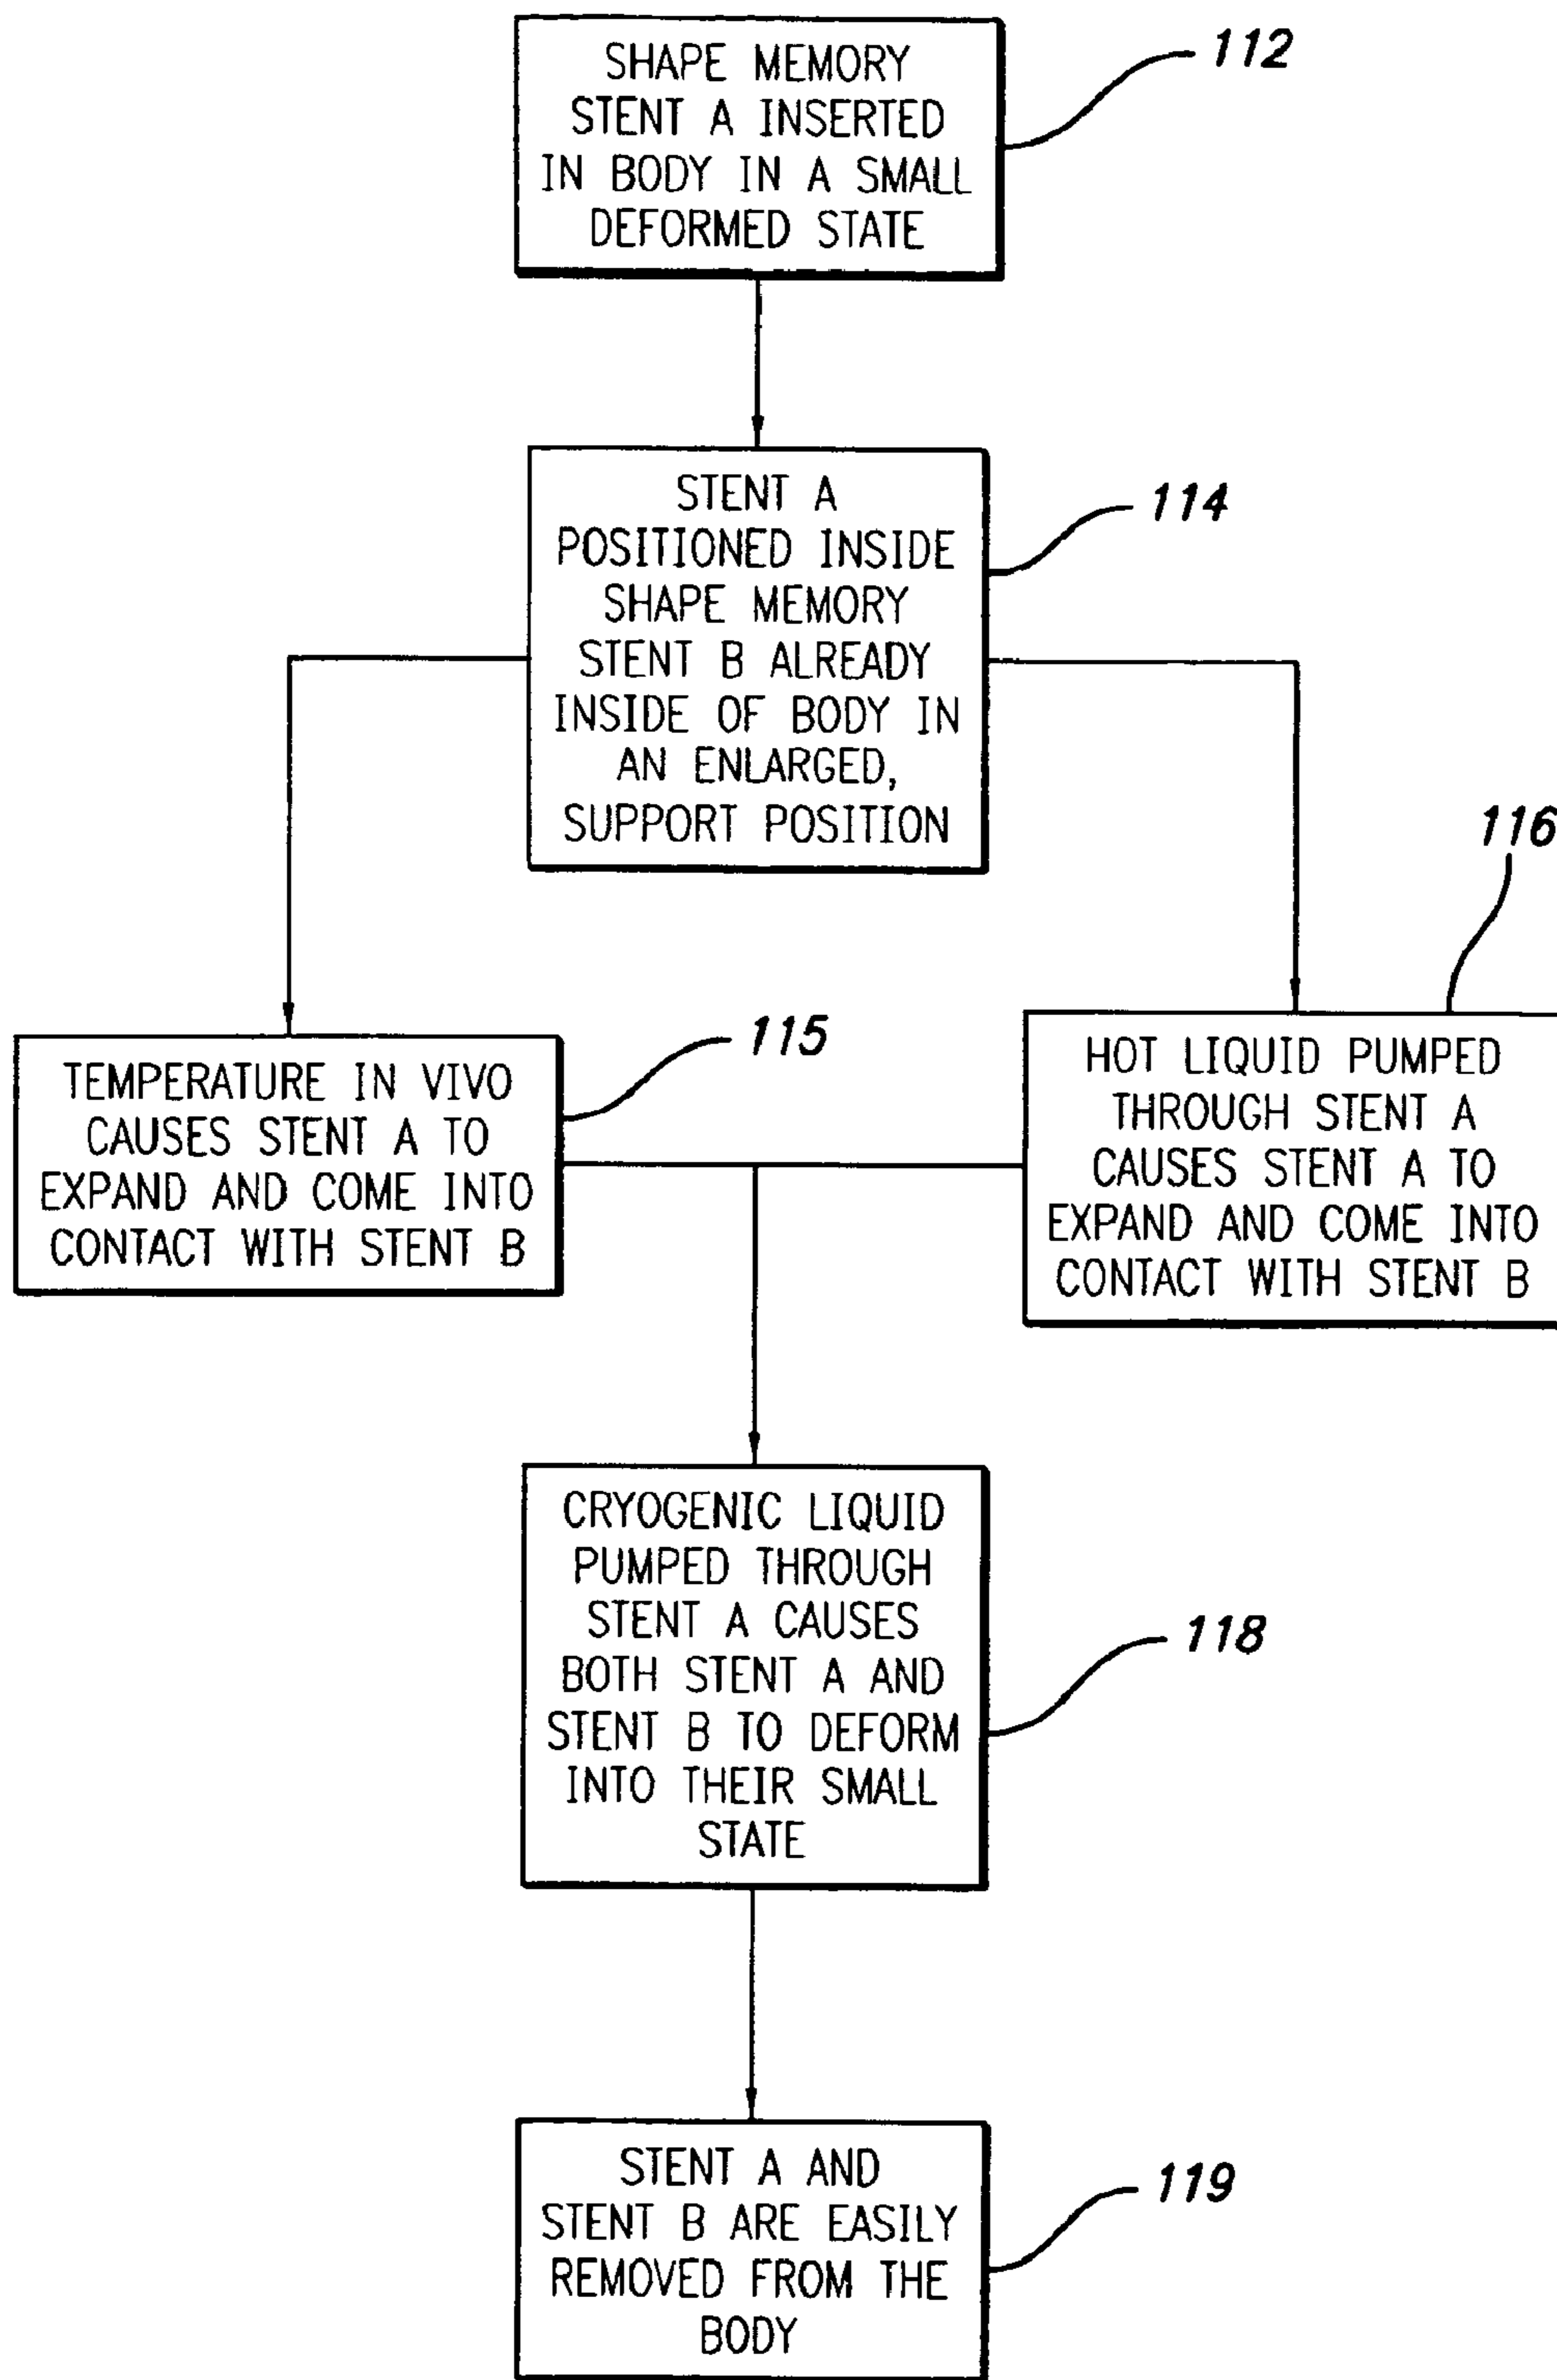 SHAPE MEMORY
STENT A INSERTED
IN BODY IN A SMALL
DEFORMED STATE
112
STENT A
POSITIONED INSIDE
SHAPE MEMORY
STENT B ALREADY
INSIDE OF BODY IN
AN ENLARGED,
SUPPORT POSITION
114
TEMPERATURE IN VIVO
CAUSES STENT A TO
EXPAND AND COME INTO
CONTACT WITH STENT B
115
HOT LIQUID PUMPED
THROUGH STENT A
CAUSES STENT A TO
EXPAND AND COME INTO
CONTACT WITH STENT B
116
CRYOGENIC LIQUID
PUMPED THROUGH
STENT A CAUSES
BOTH STENT A AND
STENT B TO DEFORM
INTO THEIR SMALL
STATE
118
STENT A AND
STENT B ARE EASILY
REMOVED FROM THE
BODY
119